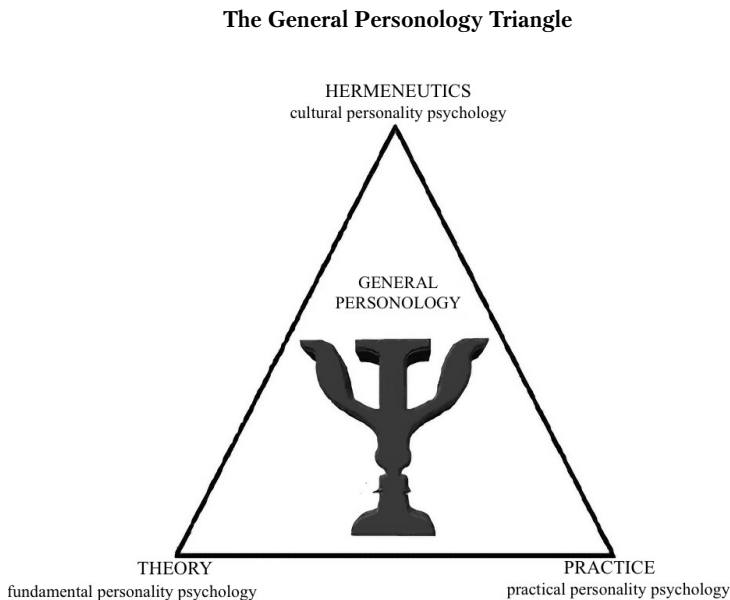 The General Personology Triangle
HERMENEUTICS
cultural personality psychology
GENERAL
PERSONOLOGY
THEORY
fundamental personality psychology
PRACTICE
practical personality psychology